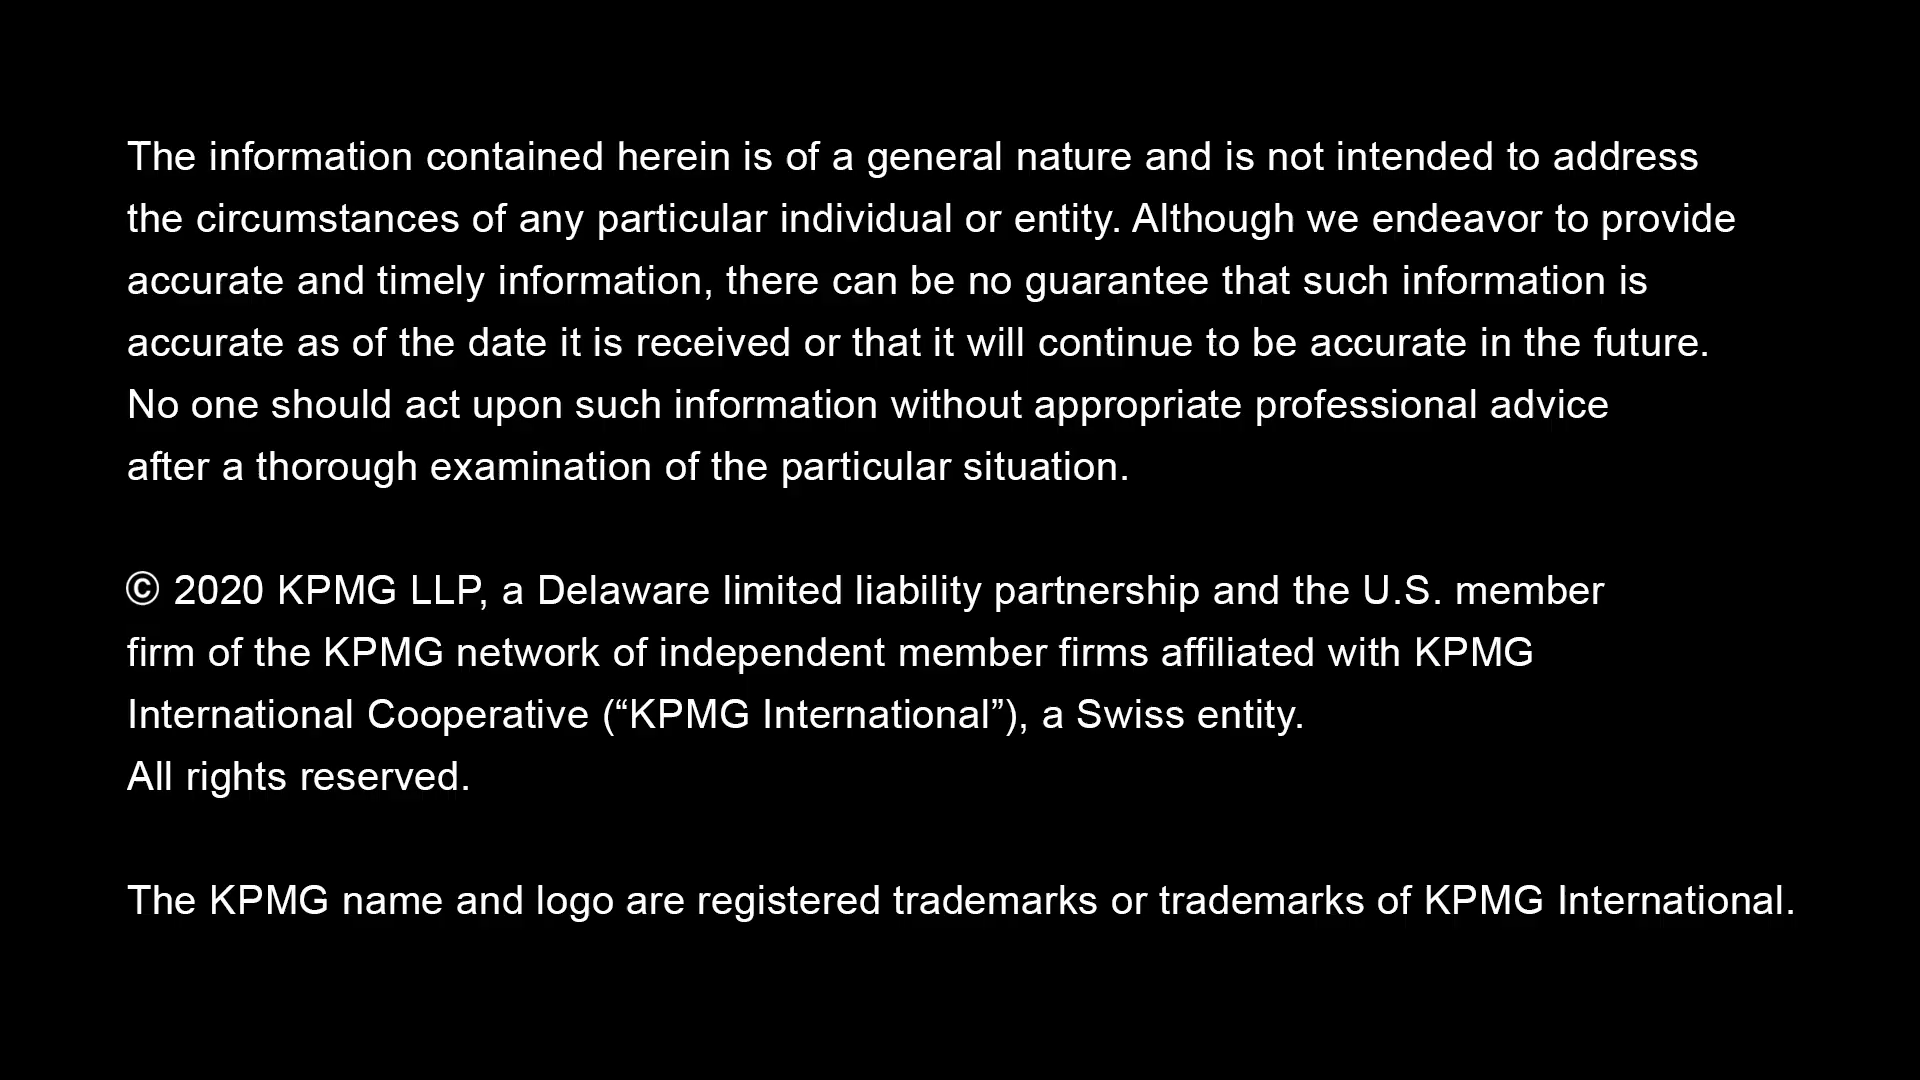 The information contained herein is of a general nature and is not intended to address
the circumstances of any particular individual or entity. Although we endeavor to provide
accurate and timely information, there can be no guarantee that such information is
accurate as of the date it is received or that it will continue to be accurate in the future.
No one should act upon such information without appropriate professional advice
after a thorough examination of the particular situation.
© 2020 KPMG LLP, a Delaware limited liability partnership and the U.S. member
firm of the KPMG network of independent member firms affiliated with KPMG
International Cooperative (“KPMG International”), a Swiss entity.
All rights reserved.
The KPMG name and logo are registered trademarks or trademarks of KPMG International.